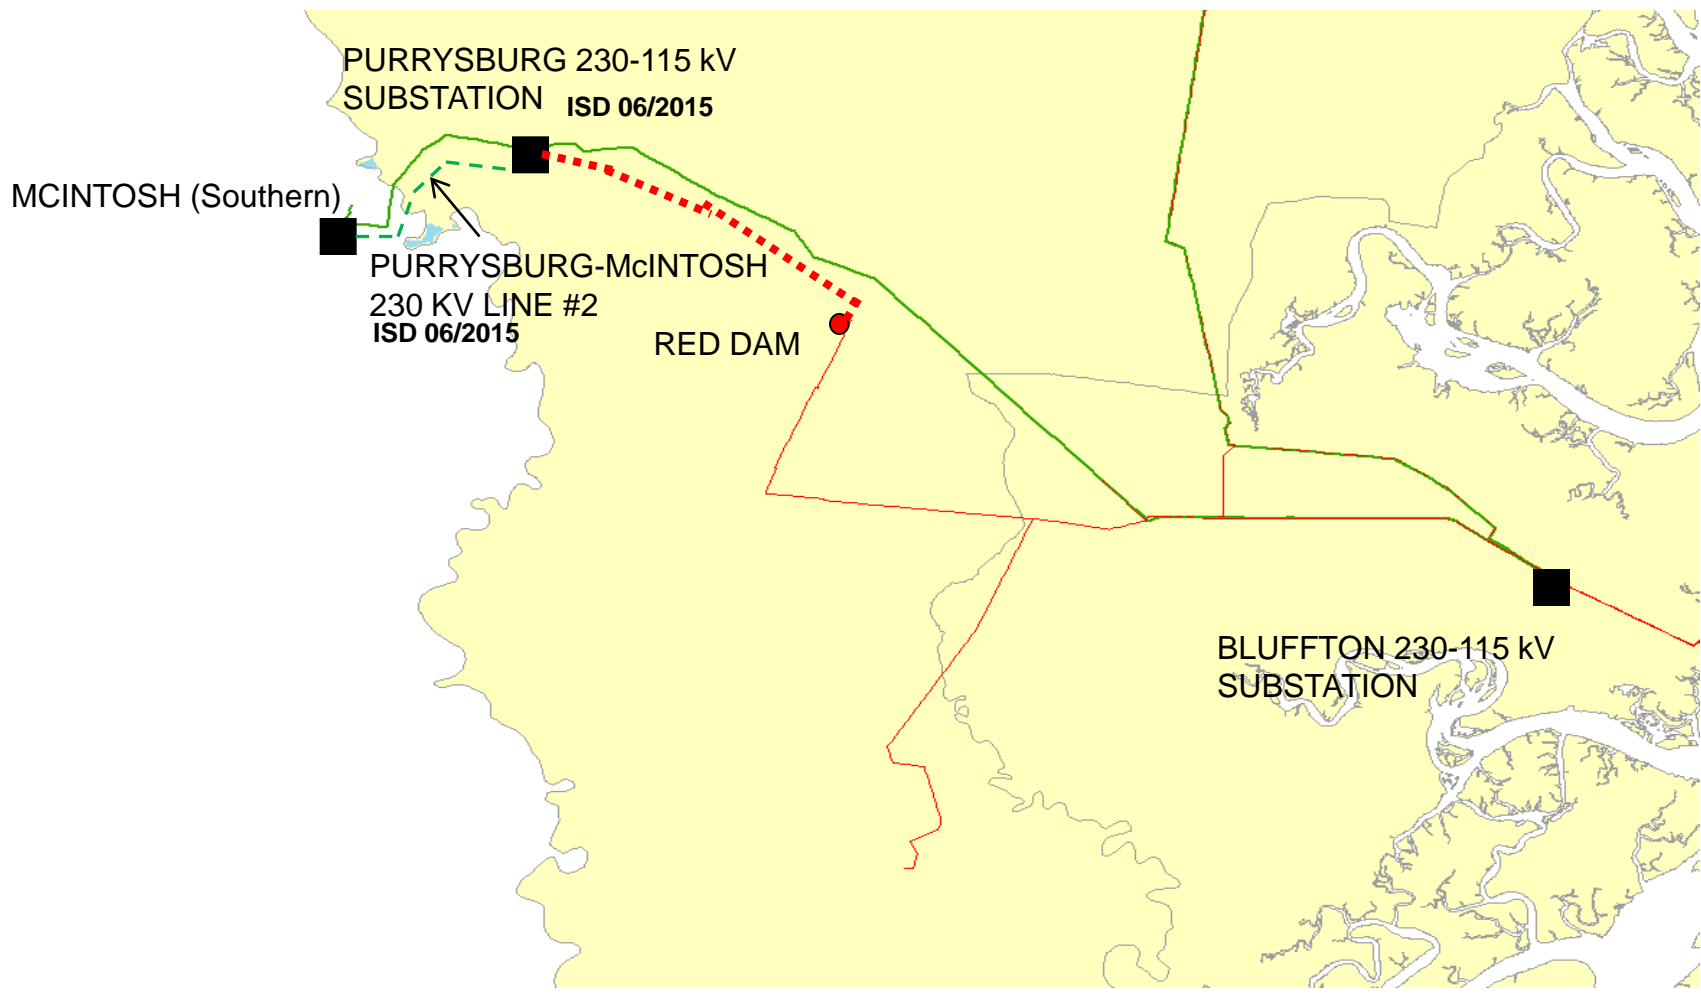 PURRYSBURG 230-115 kV
SUBSTATION ISD 06/2015
MCINTOSH (Southern)
PURRYSBURG-McINTOSH
230 KV LINE #2
ISD 06/2015
RED DAM
BLUFFTON 230-115 kV
SUBSTATION